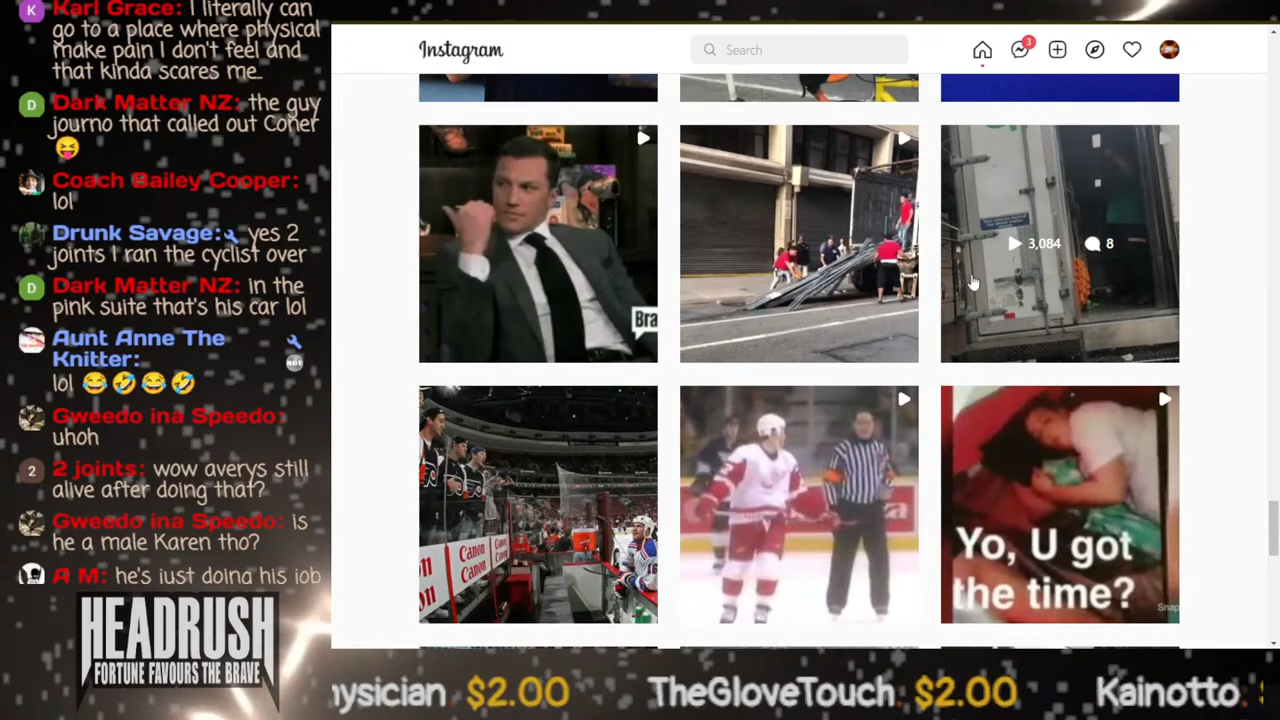 Karl Grace: I literally can
go to a place where physical
make pain I don't feel and
that kinda scares me..
Dark Matter NZ: the guy
journo that called out Coner
Coach Bailey Cooper:
lol
Drunk Savage: yes 2
joints I ran the cyclist over
Dark Matter NZ: in the
pink suite that's his car lol
Aunt Anne The
Knitter:
lol
Gweedo ina Speedo:
uhoh
2 joints: wow averys still
alive after doing that?
Gweedo ina Speedo: is
he a male Karen tho?
A M: he's just doing his job
HEADRUSH
FORTUNE FAVOURS THE BRAVE
Instagram
Search
3
Bra
3,084
8
Canon
Canon
Yo, U got
the time?
Snap
hysician $2.00 TheGloveTouch $2.00 Kainotto